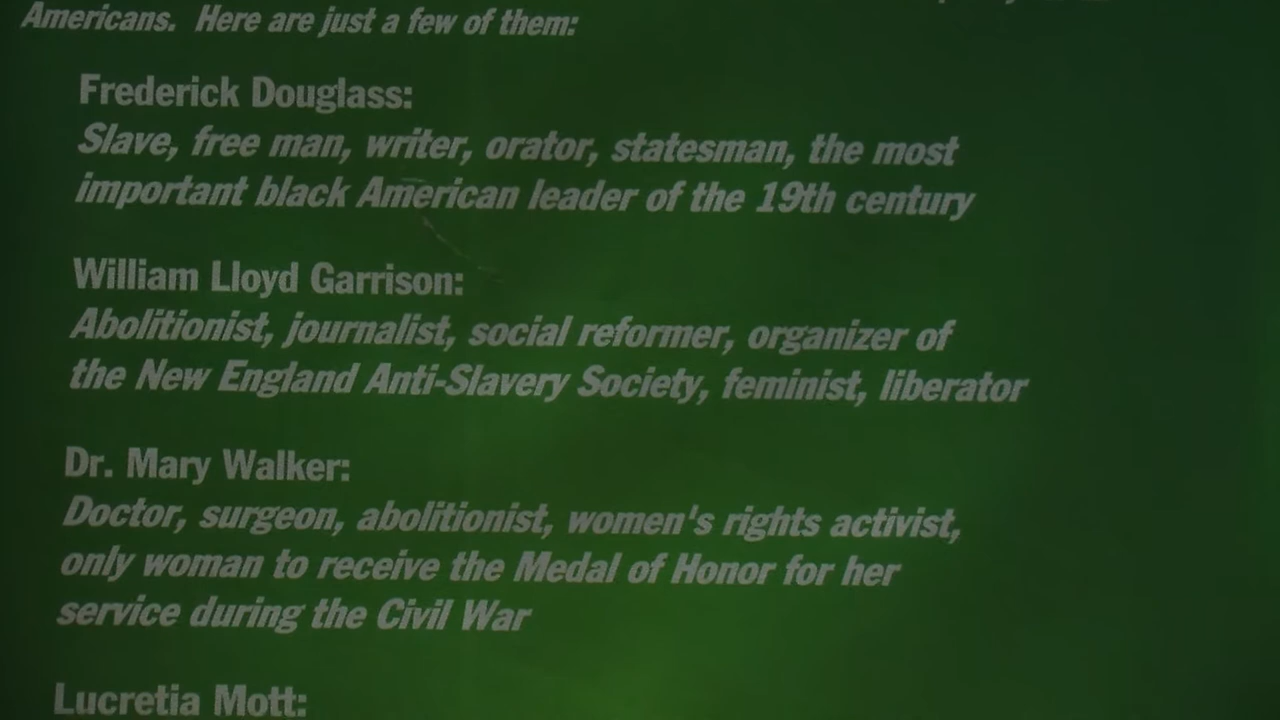 Americans. Here are just a few of them:
Frederick Douglass:
Slave, free man, writer, orator, statesman, the most
important black American leader of the 19th century
William Lloyd Garrison:
Abolitionist, journalist, social reformer, organizer of
the New England Anti-Slavery Society, feminist, liberator
Dr. Mary Walker:
Doctor, surgeon, abolitionist, women's rights activist,
only woman to receive the Medal of Honor for her
service during the Civil War
Lucretia Mott: